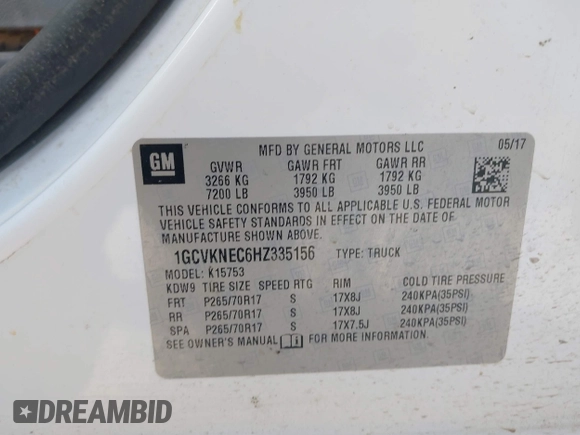 MFD BY GENERAL MOTORS LLC 05/17
GM
GVWR GAWR FRT GAWR RR
3266 KG 1792 KG 1792 KG
7200 LB 3950 LB 3950 LB
THIS VEHICLE CONFORMS TO ALL APPLICABLE U.S. FEDERAL MOTOR
VEHICLE SAFETY STANDARDS IN EFFECT ON THE DATE OF
MANUFACTURE SHOWN ABOVE.
1GCVKNEC6HZ335156 TYPE: TRUCK
MODEL: K15753
KDW9 TIRE SIZE SPEED RTG RIM COLD TIRE PRESSURE
FRT P265/70R17 S 17X8J 240KPA(35PSI)
RR P265/70R17 S 17X8J 240KPA(35PSI)
SPA P265/70R17 S 17X7.5J 240KPA(35PSI)
SEE OWNER'S MANUAL FOR MORE INFORMATION.
DREAMBID